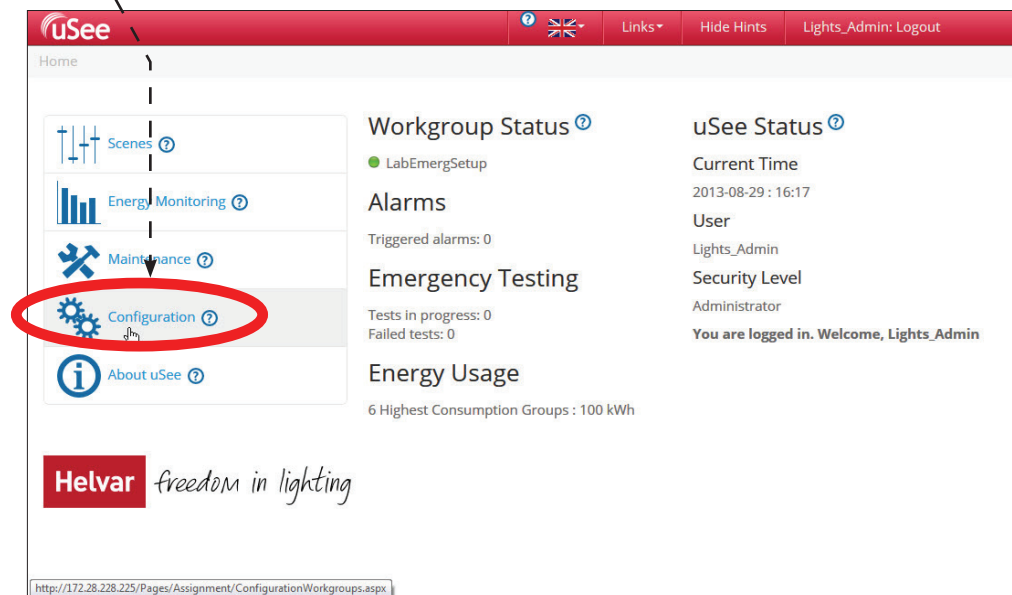 uSee
Links
Hide Hints
Lights_Admin: Logout
Home
Scenes
Energy Monitoring
Maintenance
Configuration
About uSee
Workgroup Status
LabEmergSetup
Alarms
Triggered alarms: 0
Emergency Testing
Tests in progress: 0
Failed tests: 0
Energy Usage
6 Highest Consumption Groups : 100 kWh
uSee Status
Current Time
2013-08-29 : 16:17
User
Lights_Admin
Security Level
Administrator
You are logged in. Welcome, Lights_Admin
Helvar freedom in lighting
http://172.28.228.225/Pages/Assignment/ConfigurationWorkgroups.aspx